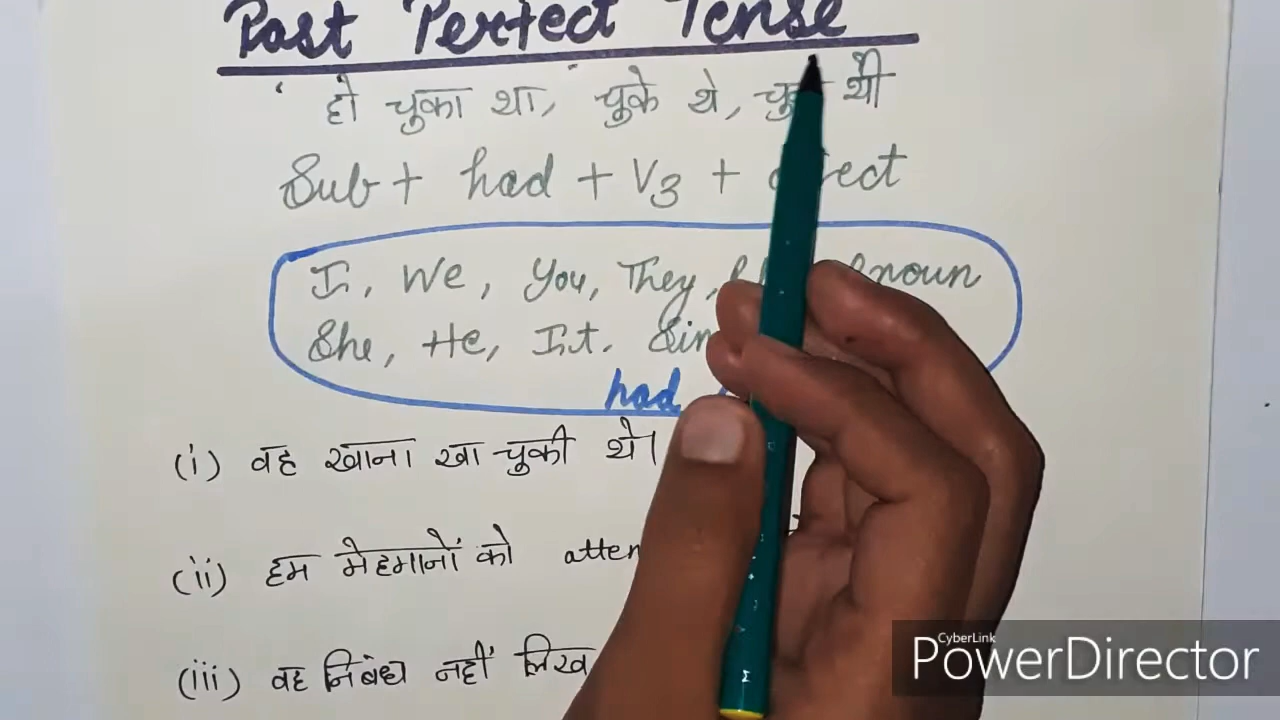 Past Perfect Tense
हो चुका था, चुके थे, थी
Sub + had + V3 +
I, We, You, They, noun
She, He, It.
had
(i) वह खाना खा चुकी थे।
(ii) हम मेहमानों को
(iii) वह निबंध नहीं लिख
CyberLink
PowerDirector